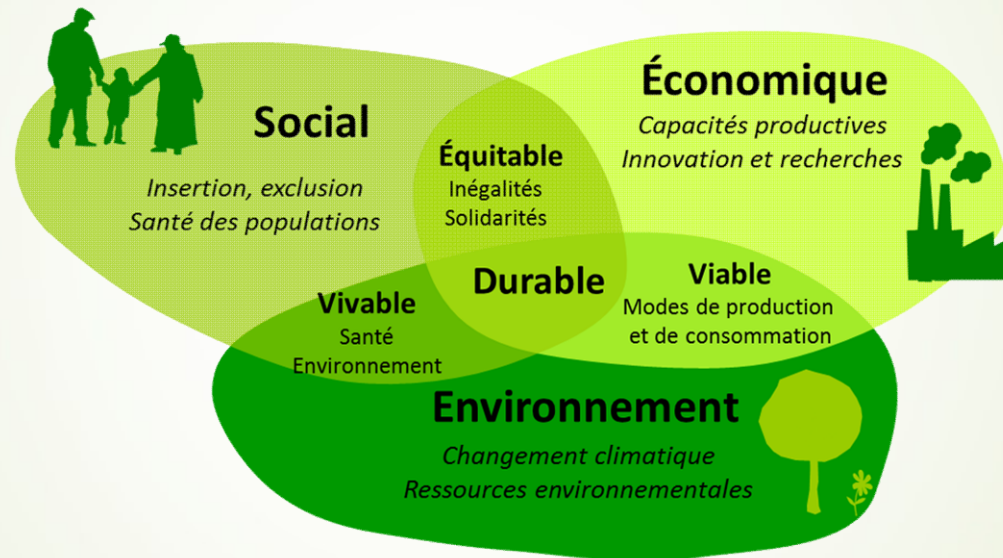 Social
Insertion, exclusion
Santé des populations
Économique
Capacités productives
Innovation et recherches
Équitable
Inégalités
Solidarités
Durable
Viable
Modes de production
et de consommation
Vivable
Santé
Environnement
Environnement
Changement climatique
Ressources environnementales